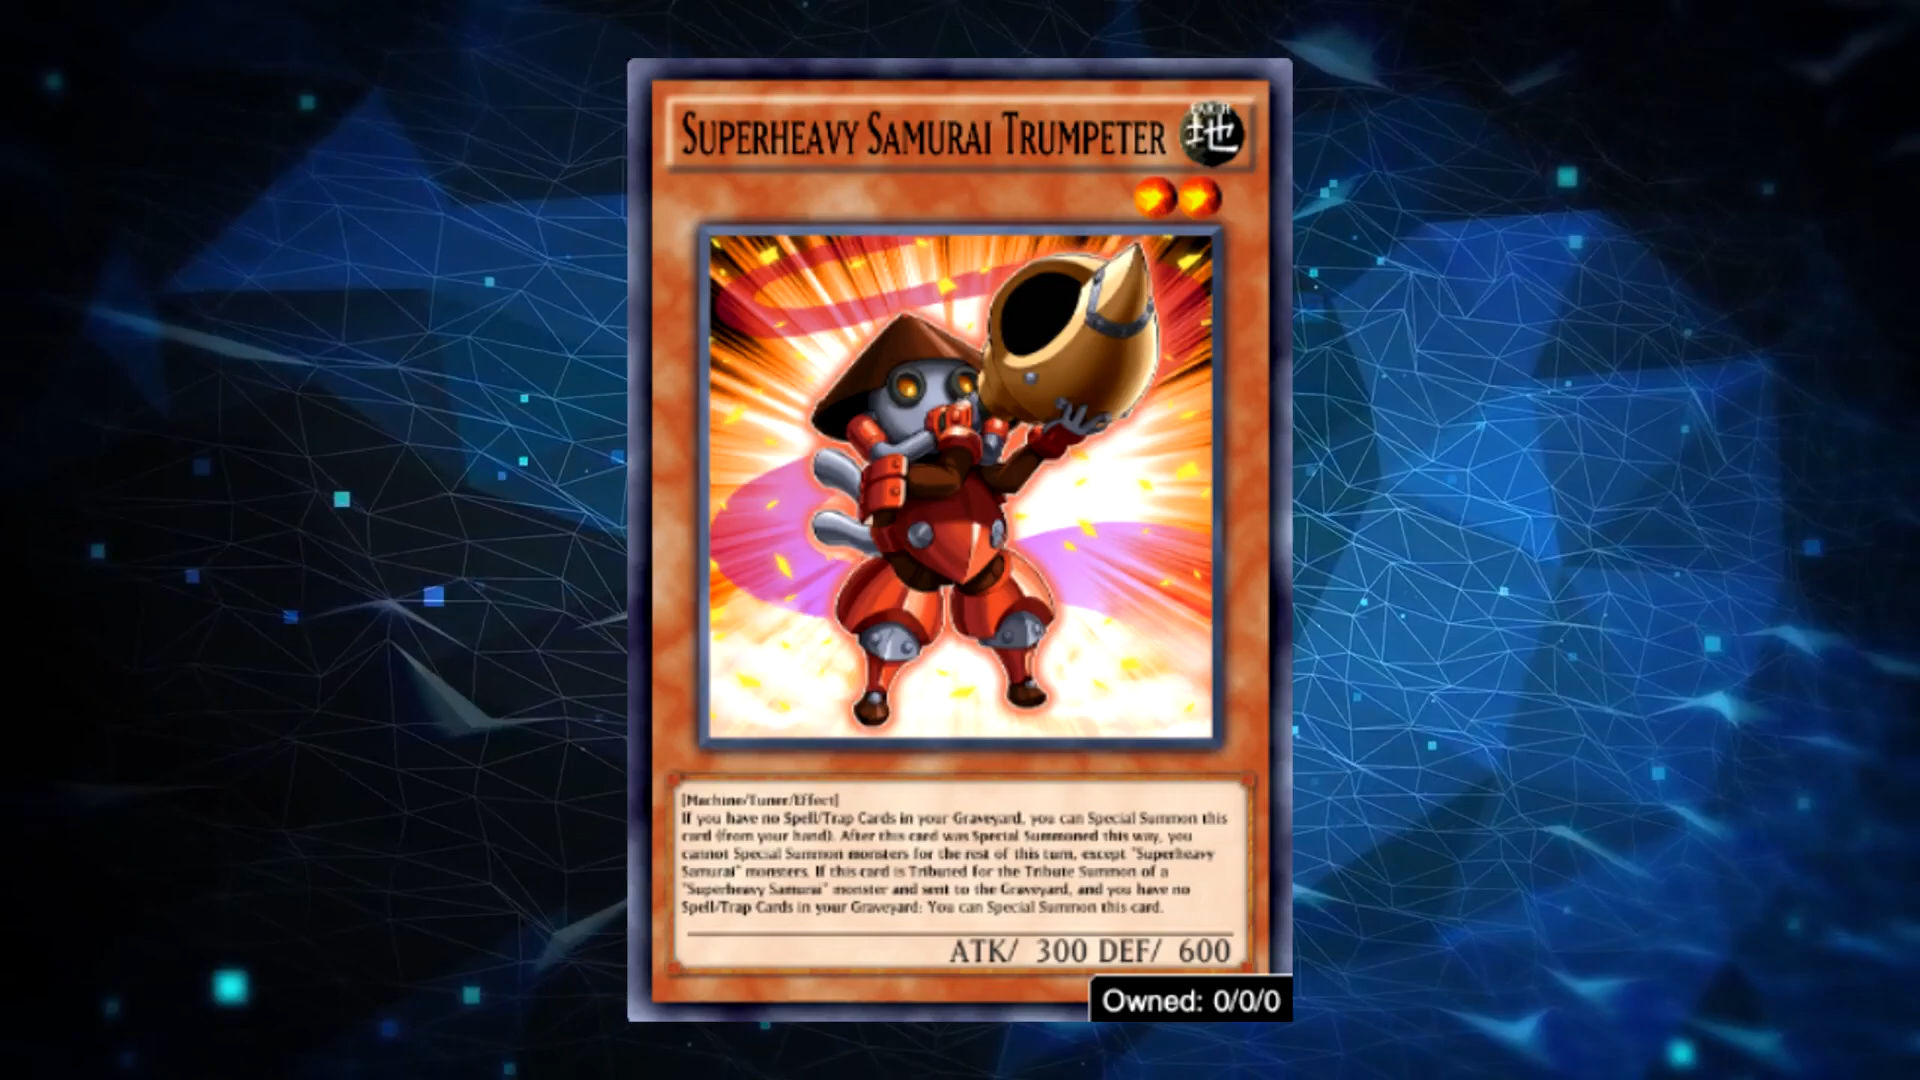 SUPERHEAVY SAMURAI TRUMPETER
EARTH
地
[Machine/Tuner/Effect]
If you have no Spell/Trap Cards in your Graveyard, you can Special Summon this
card (from your hand). After this card was Special Summoned this way, you
cannot Special Summon monsters for the rest of this turn, except "Superheavy
Samurai" monsters. If this card is Tributed for the Tribute Summon of a
"Superheavy Samurai" monster and sent to the Graveyard, and you have no
Spell/Trap Cards in your Graveyard: You can Special Summon this card.
ATK/ 300 DEF/ 600
Owned: 0/0/0